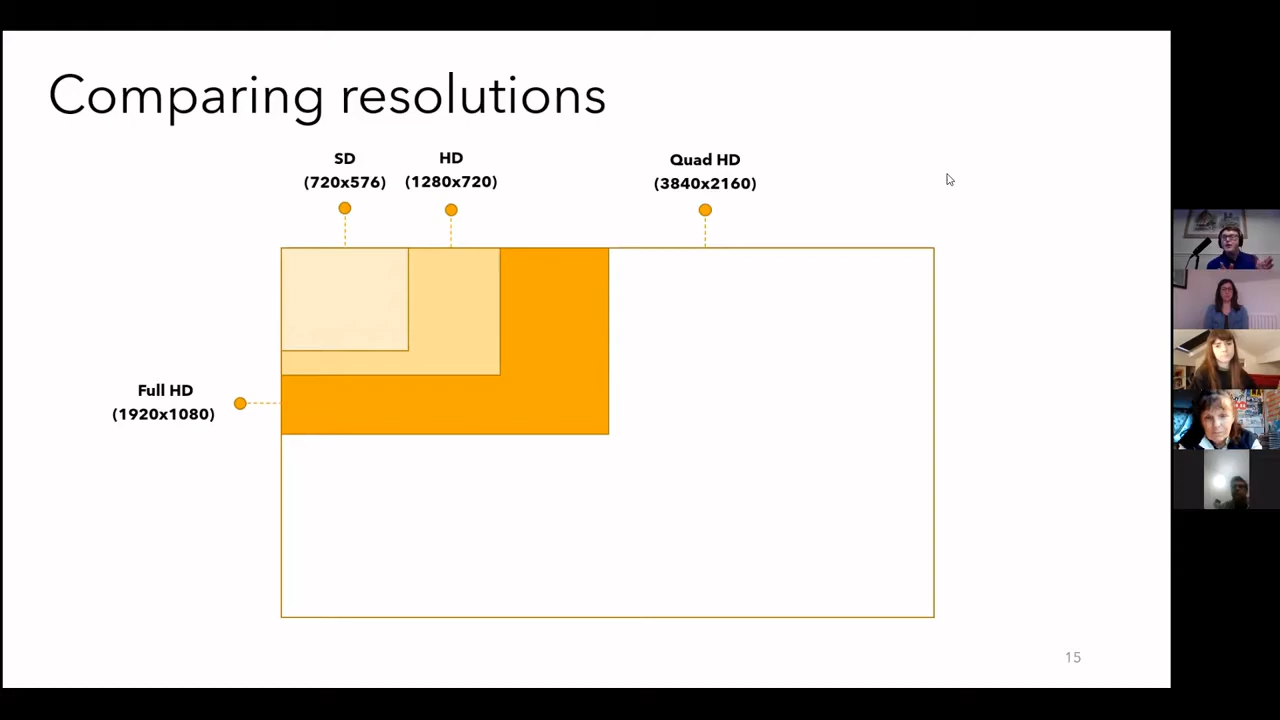 Comparing resolutions
SD
(720x576)
HD
(1280x720)
Quad HD
(3840x2160)
Full HD
(1920x1080)
15